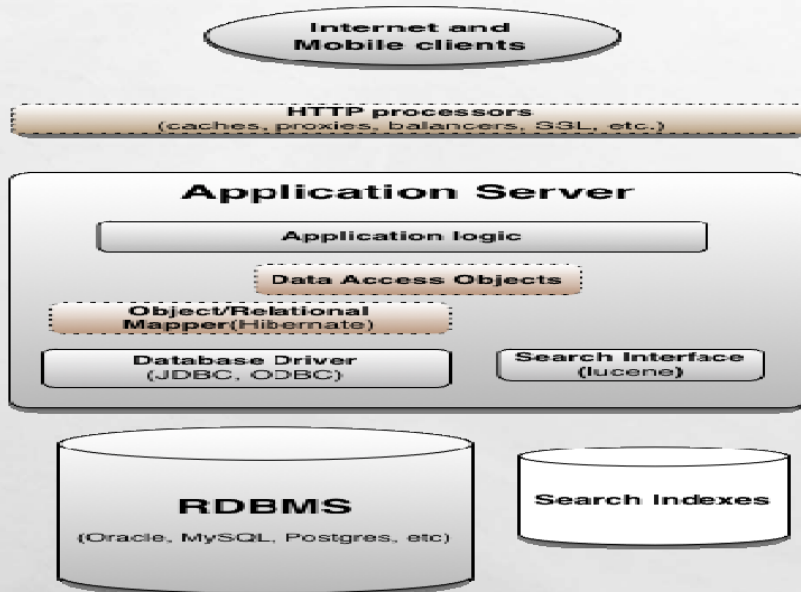 Internet and
Mobile clients
HTTP processors
(caches, proxies, balancers, SSL, etc.)
Application Server
Application logic
Data Access Objects
Object/Relational
Mapper(Hibernate)
Database Driver
(JDBC, ODBC)
Search Interface
(lucene)
RDBMS
(Oracle, MySQL, Postgres, etc)
Search Indexes